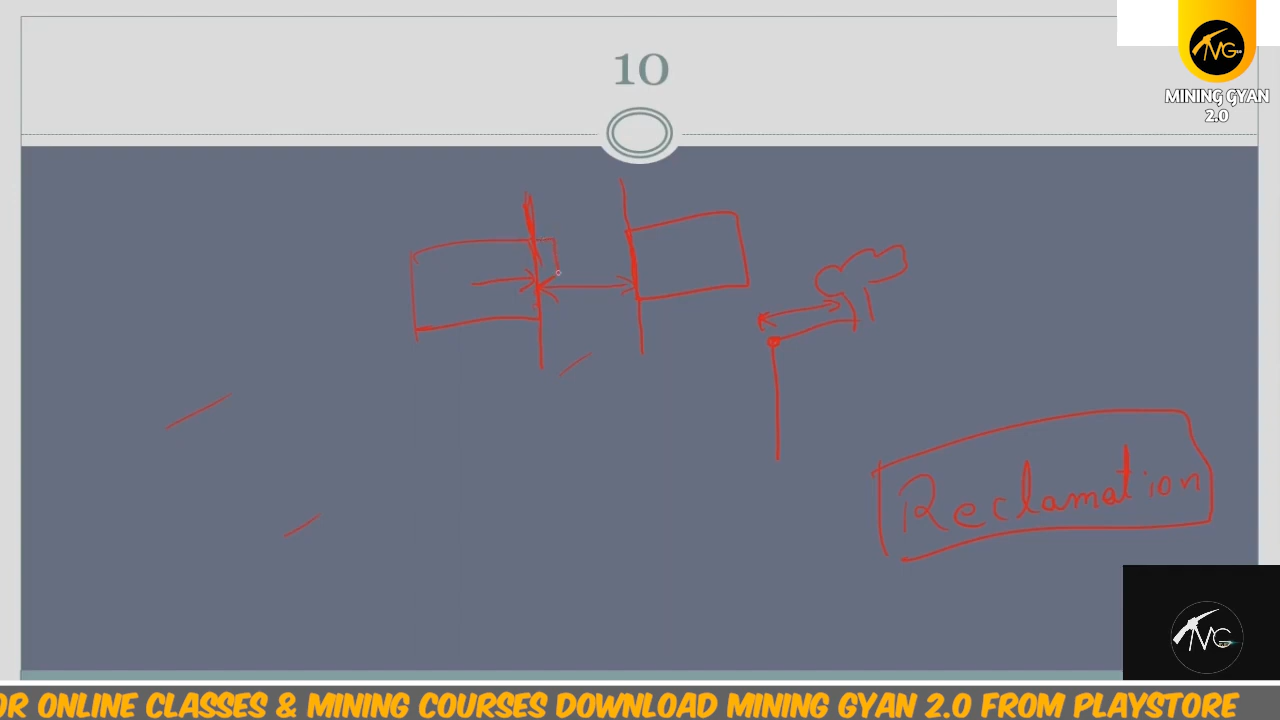 10
MINING GYAN
2.0
Reclamation
OR ONLINE CLASSES & MINING COURSES DOWNLOAD MINING GYAN 2.0 FROM PLAYSTORE